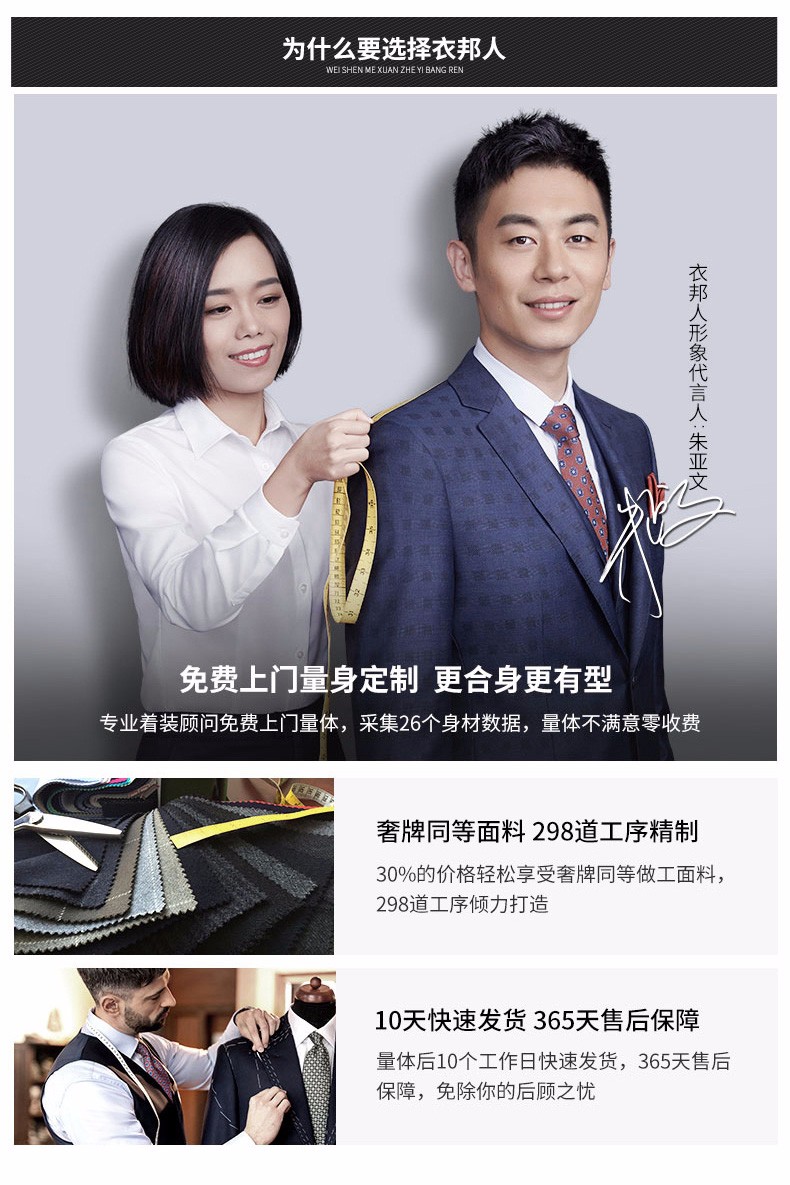 为什么要选择衣邦人
WEI SHEN ME XUAN ZHE YI BANG REN
衣邦人形象代言人：朱亚文
免费上门量身定制 更合身更有型
专业着装顾问免费上门量体，采集26个身材数据，量体不满意零收费
奢牌同等面料 298道工序精制
30%的价格轻松享受奢牌同等做工面料，
298道工序倾力打造
10天快速发货 365天售后保障
量体后10个工作日快速发货，365天售后
保障，免除你的后顾之忧